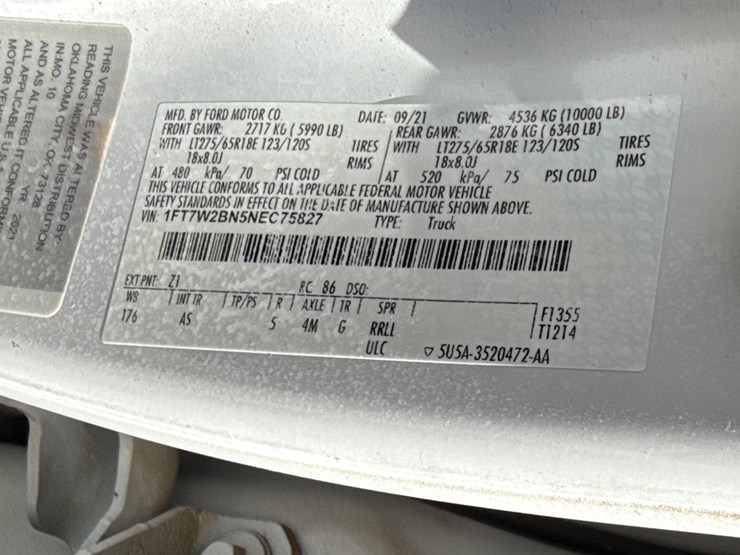 THIS VEHICLE WAS ALTERED BY
READING MIDWEST DISTRIBUTION
OKLAHOMA CITY, OK 73128
IN:MO. 10 YR. 2021
AND AS ALTERED IT CONFORMS
ALL APPLICABLE U.S.
MOTOR VEHICLE
MFD. BY FORD MOTOR CO. DATE: 09/21 GVWR: 4536 KG (10000 LB)
FRONT GAWR: 2717 KG (5990 LB) REAR GAWR: 2876 KG (6340 LB)
WITH LT275/65R18E 123/120S TIRES WITH LT275/65R18E 123/120S TIRES
18x8.0J RIMS 18x8.0J RIMS
AT 480 kPa/ 70 PSI COLD AT 520 kPa/ 75 PSI COLD
THIS VEHICLE CONFORMS TO ALL APPLICABLE FEDERAL MOTOR VEHICLE
SAFETY STANDARDS IN EFFECT ON THE DATE OF MANUFACTURE SHOWN ABOVE.
VIN: 1FT7W2BN5NEC75827 TYPE: Truck
EXT PNT: Z1 RC: 86 DSO:
WB INT TR TP/PS R AXLE TR SPR F1355
176 AS 5 4M G RRLL T1214
ULC ▽ 5U5A-3520472-AA